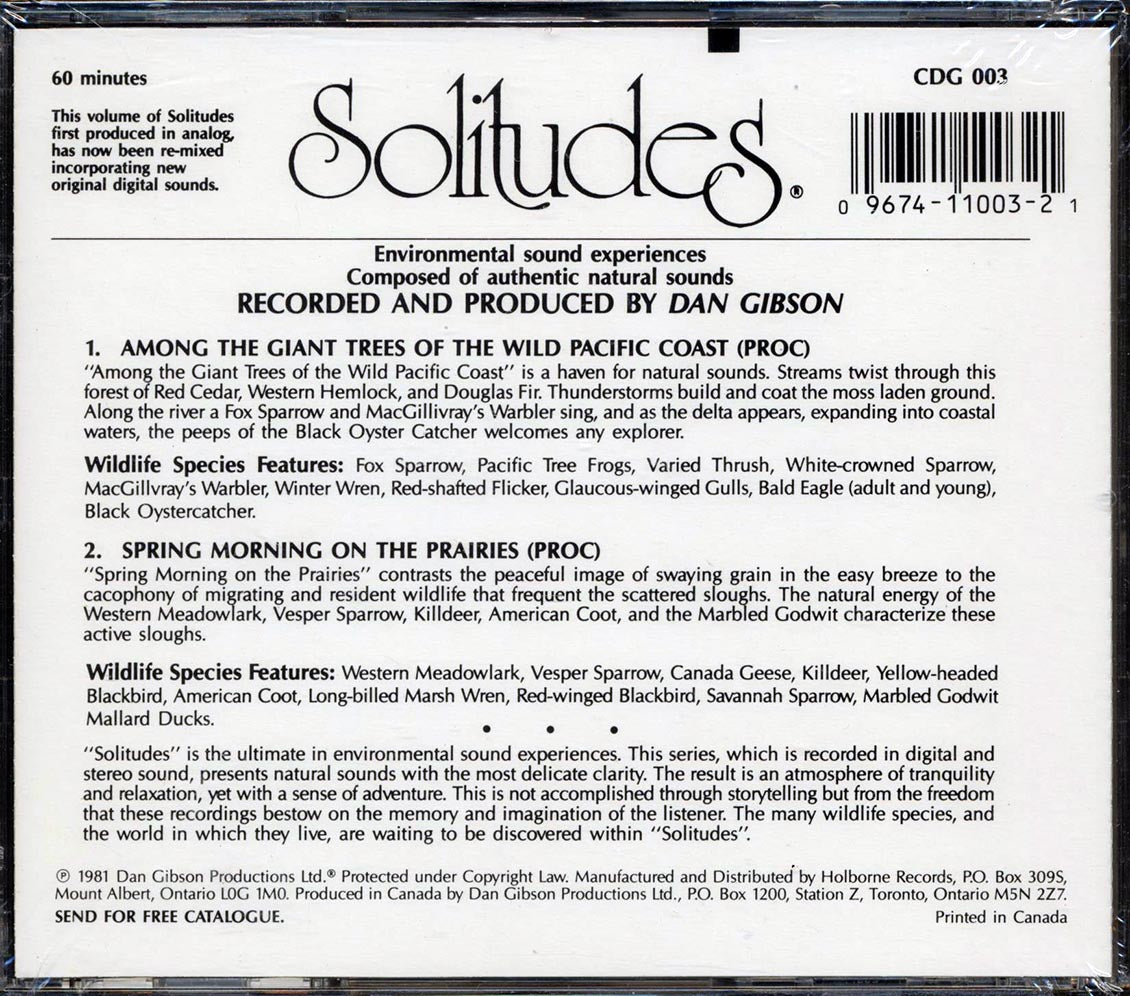 60 minutes
CDG 003
This volume of Solitudes
first produced in analog,
has now been re-mixed
incorporating new
original digital sounds.
Solitudes®
0 9674-11003-2 1
Environmental sound experiences
Composed of authentic natural sounds
RECORDED AND PRODUCED BY DAN GIBSON
1. AMONG THE GIANT TREES OF THE WILD PACIFIC COAST (PROC)
"Among the Giant Trees of the Wild Pacific Coast" is a haven for natural sounds. Streams twist through this
forest of Red Cedar, Western Hemlock, and Douglas Fir. Thunderstorms build and coat the moss laden ground.
Along the river a Fox Sparrow and MacGillivray's Warbler sing, and as the delta appears, expanding into coastal
waters, the peeps of the Black Oyster Catcher welcomes any explorer.
Wildlife Species Features: Fox Sparrow, Pacific Tree Frogs, Varied Thrush, White-crowned Sparrow,
MacGillvray's Warbler, Winter Wren, Red-shafted Flicker, Glaucous-winged Gulls, Bald Eagle (adult and young),
Black Oystercatcher.
2. SPRING MORNING ON THE PRAIRIES (PROC)
"Spring Morning on the Prairies" contrasts the peaceful image of swaying grain in the easy breeze to the
cacophony of migrating and resident wildlife that frequent the scattered sloughs. The natural energy of the
Western Meadowlark, Vesper Sparrow, Killdeer, American Coot, and the Marbled Godwit characterize these
active sloughs.
Wildlife Species Features: Western Meadowlark, Vesper Sparrow, Canada Geese, Killdeer, Yellow-headed
Blackbird, American Coot, Long-billed Marsh Wren, Red-winged Blackbird, Savannah Sparrow, Marbled Godwit
Mallard Ducks.
• • •
"Solitudes" is the ultimate in environmental sound experiences. This series, which is recorded in digital and
stereo sound, presents natural sounds with the most delicate clarity. The result is an atmosphere of tranquility
and relaxation, yet with a sense of adventure. This is not accomplished through storytelling but from the freedom
that these recordings bestow on the memory and imagination of the listener. The many wildlife species, and
the world in which they live, are waiting to be discovered within "Solitudes".
℗ 1981 Dan Gibson Productions Ltd.® Protected under Copyright Law. Manufactured and Distributed by Holborne Records, P.O. Box 309S,
Mount Albert, Ontario L0G 1M0. Produced in Canada by Dan Gibson Productions Ltd., P.O. Box 1200, Station Z, Toronto, Ontario M5N 2Z7.
SEND FOR FREE CATALOGUE.
Printed in Canada